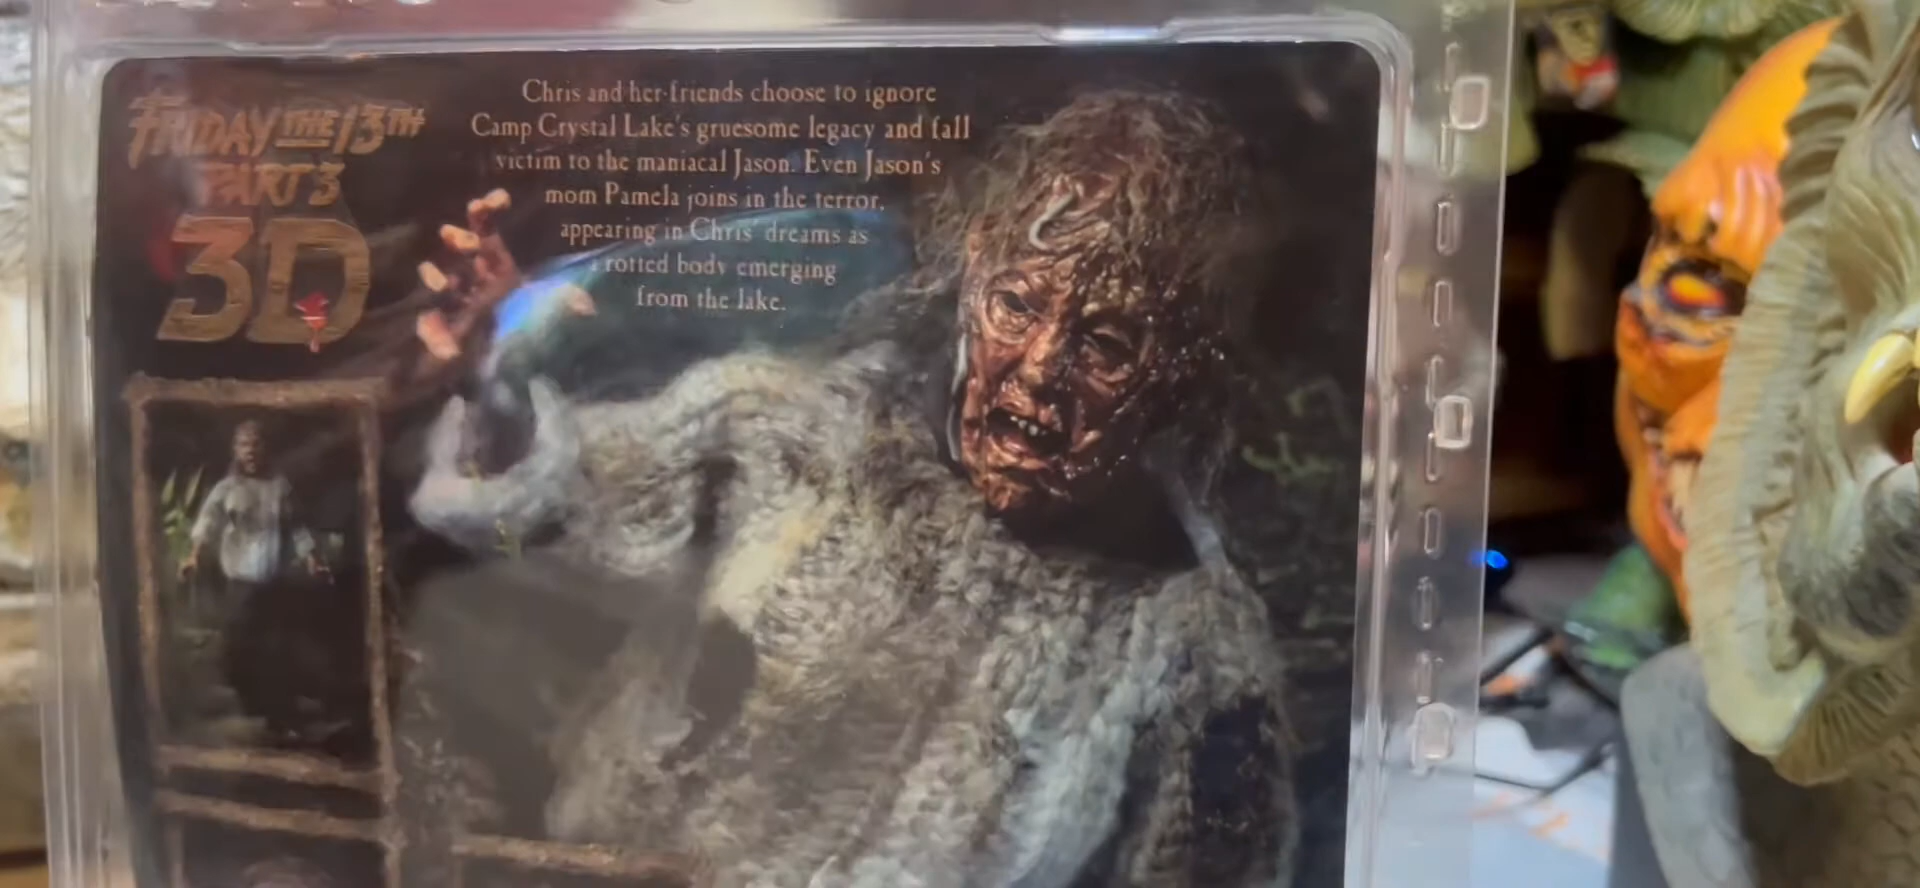 FRIDAY THE 13TH
PART 3
3D
Chris and her friends choose to ignore
Camp Crystal Lake's gruesome legacy and fall
victim to the maniacal Jason. Even Jason's
mom Pamela joins in the terror,
appearing in Chris' dreams as
a rotted body emerging
from the lake.